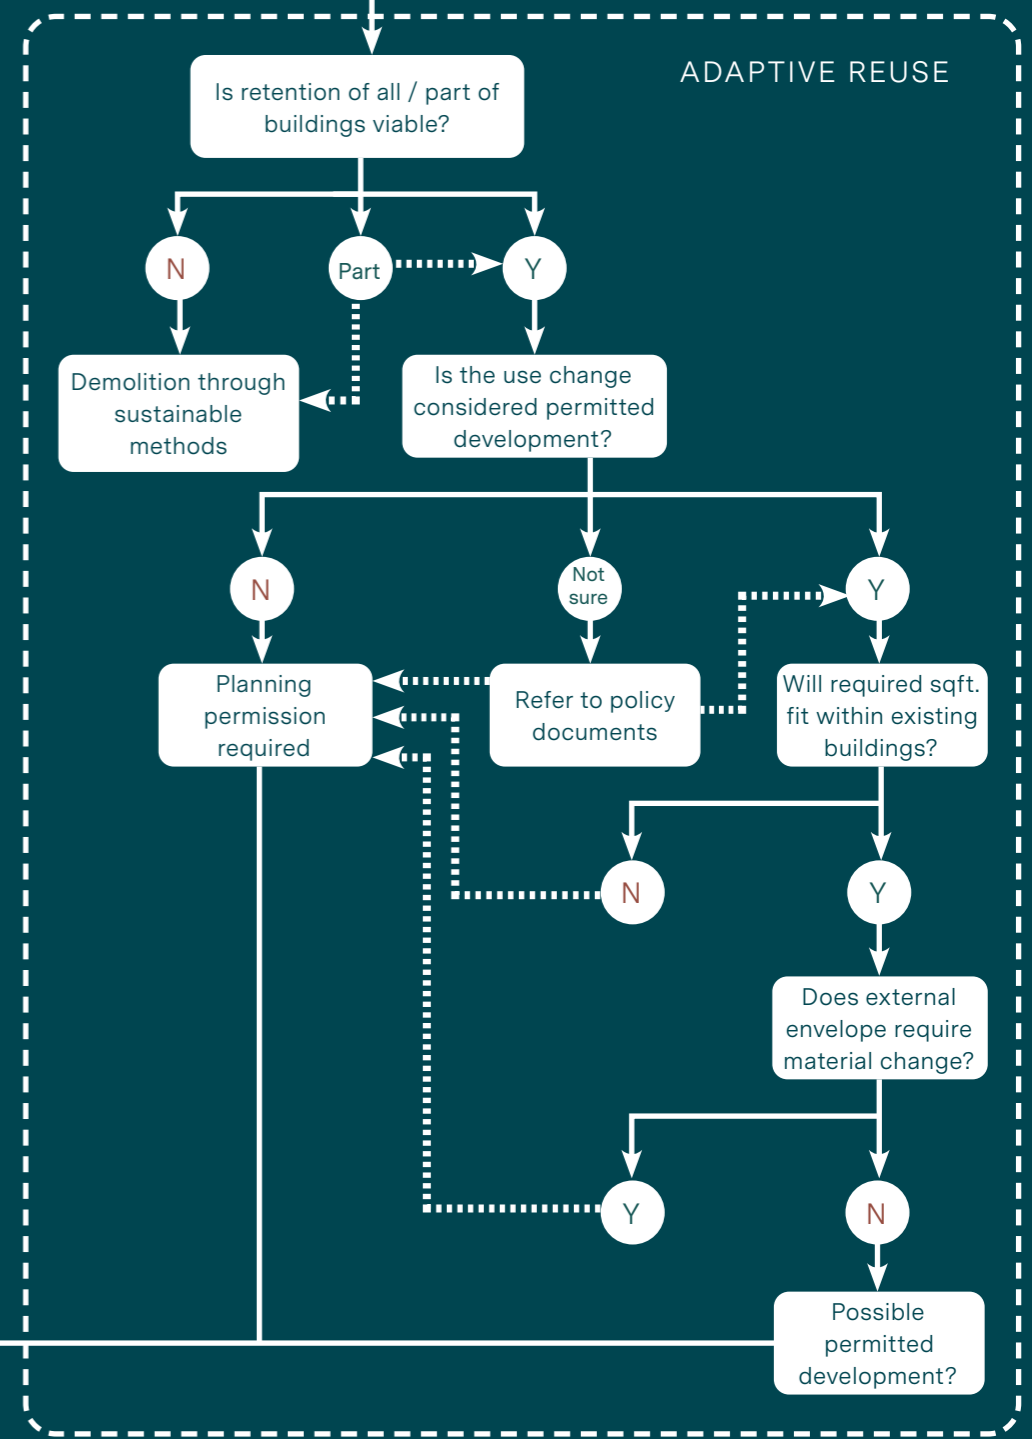 ADAPTIVE REUSE
Is retention of all / part of
buildings viable?
N
Part
Y
Demolition through
sustainable
methods
Is the use change
considered permitted
development?
N
Not
sure
Y
Planning
permission
required
Refer to policy
documents
Will required sqft.
fit within existing
buildings?
N
Y
Does external
envelope require
material change?
Y
N
Possible
permitted
development?